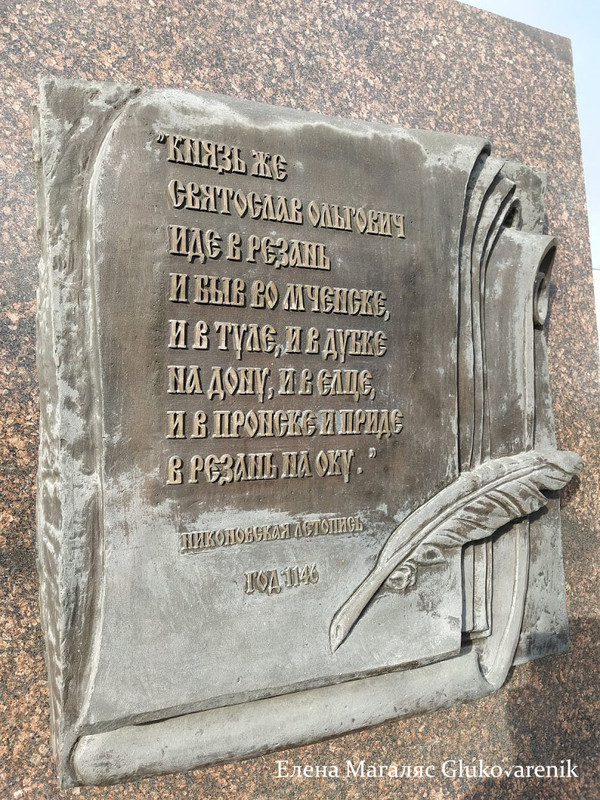 "КНЯЗЬ ЖЕ
СВЯТОСЛАВ ОЛЬГОВИЧ
ИДЕ В РЕЗАНЬ
И БЫВ ВО МЧЕНСКЕ,
И В ТУЛЕ, И В ДУБКЕ
НА ДОНУ, И В ЕЛЦЕ,
И В ПРОНСКЕ И ПРИДЕ
В РЕЗАНЬ НА ОКУ."
НИКОНОВСКАЯ ЛЕТОПИСЬ
ГОД 1146
Елена Магаляс Glukovarenik